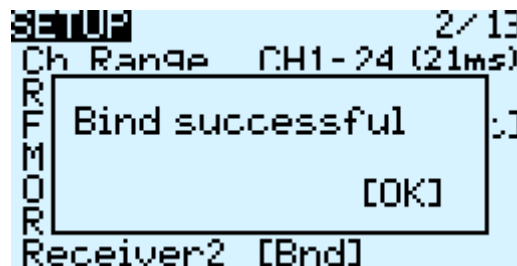 SETUP 2/13
Ch Range CH1-24 (21ms)
R
F
Bind successful
M
O
[OK]
R
Receiver2 [Bnd]